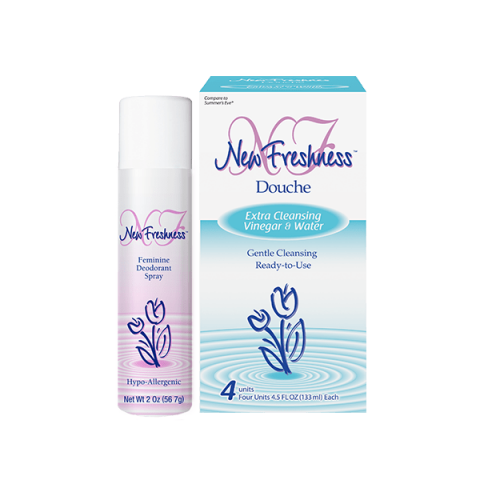 NF
New Freshness™
Feminine
Deodorant
Spray
Hypo-Allergenic
Net Wt 2 Oz (56.7g)
Compare to
Summer's Eve®
NF
New Freshness™
Douche
Extra Cleansing
Vinegar & Water
Gentle Cleansing
Ready-to-Use
4 units
Four Units 4.5 FL OZ (133 ml) Each